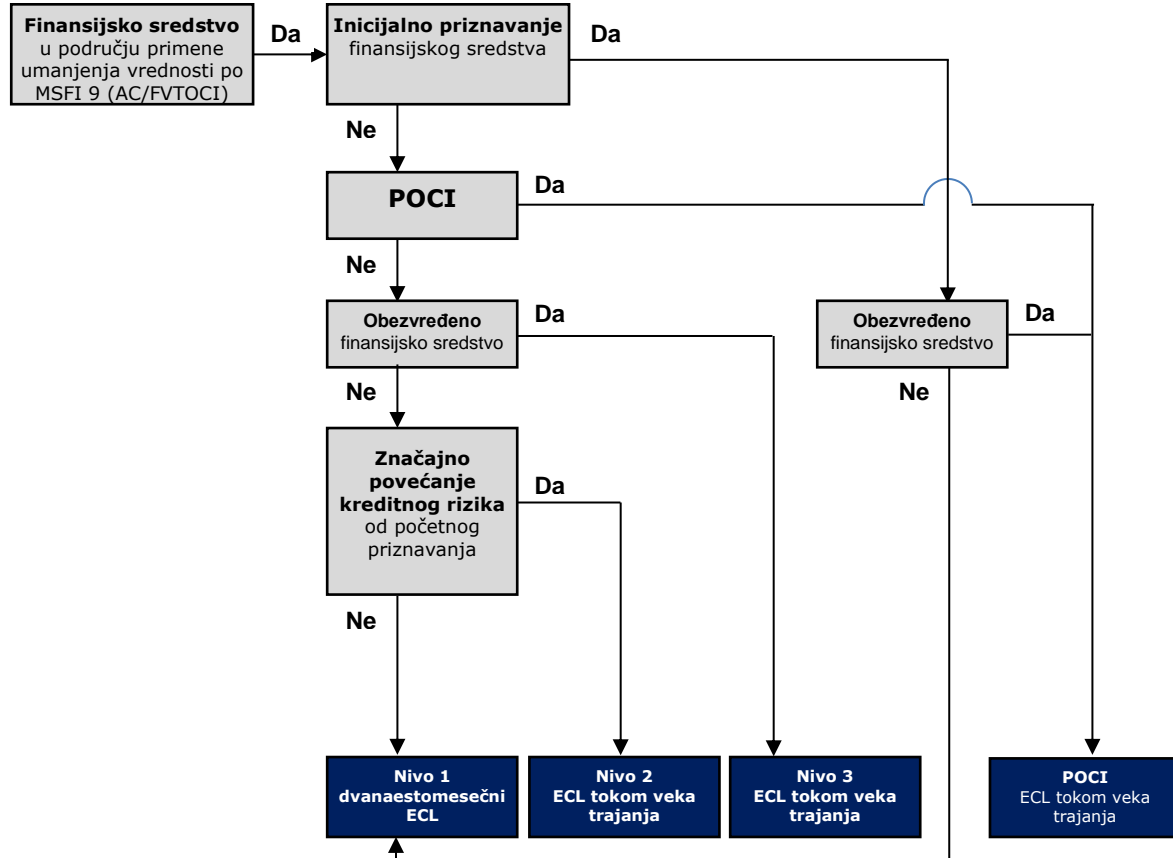 Finansijsko sredstvo
u području primene
umanjenja vrednosti po
MSFI 9 (AC/FVTOCI)
Da
Inicijalno priznavanje
finansijskog sredstva
Da
Ne
POCI
Da
Ne
Obezvređeno
finansijsko sredstvo
Da
Obezvređeno
finansijsko sredstvo
Da
Ne
Ne
Značajno
povećanje
kreditnog rizika
od početnog
priznavanja
Da
Ne
Nivo 1
dvanaestomesečni
ECL
Nivo 2
ECL tokom veka
trajanja
Nivo 3
ECL tokom veka
trajanja
POCI
ECL tokom veka
trajanja